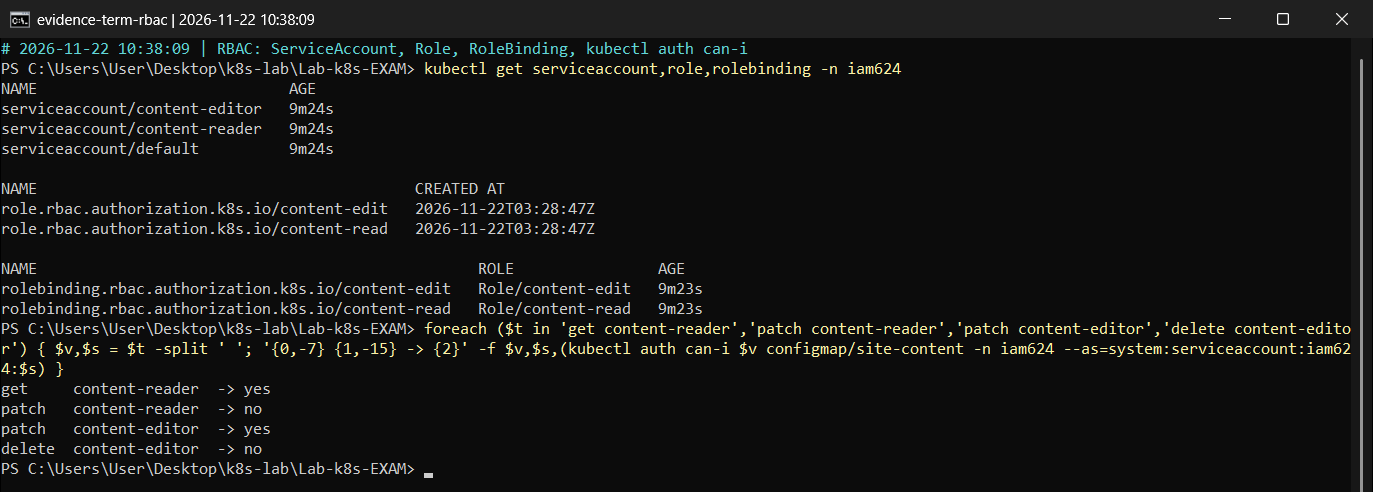 evidence-term-rbac | 2026-11-22 10:38:09
# 2026-11-22 10:38:09 | RBAC: ServiceAccount, Role, RoleBinding, kubectl auth can-i
PS C:\Users\User\Desktop\k8s-lab\Lab-k8s-EXAM> kubectl get serviceaccount,role,rolebinding -n iam624
NAME                            AGE
serviceaccount/content-editor   9m24s
serviceaccount/content-reader   9m24s
serviceaccount/default          9m24s

NAME                                          CREATED AT
role.rbac.authorization.k8s.io/content-edit   2026-11-22T03:28:47Z
role.rbac.authorization.k8s.io/content-read   2026-11-22T03:28:47Z

NAME                                                 ROLE                AGE
rolebinding.rbac.authorization.k8s.io/content-edit   Role/content-edit   9m23s
rolebinding.rbac.authorization.k8s.io/content-read   Role/content-read   9m23s
PS C:\Users\User\Desktop\k8s-lab\Lab-k8s-EXAM> foreach ($t in 'get content-reader','patch content-reader','patch content-editor','delete content-edito
r') { $v,$s = $t -split ' '; '{0,-7} {1,-15} -> {2}' -f $v,$s,(kubectl auth can-i $v configmap/site-content -n iam624 --as=system:serviceaccount:iam62
4:$s) }
get     content-reader  -> yes
patch   content-reader  -> no
patch   content-editor  -> yes
delete  content-editor  -> no
PS C:\Users\User\Desktop\k8s-lab\Lab-k8s-EXAM>